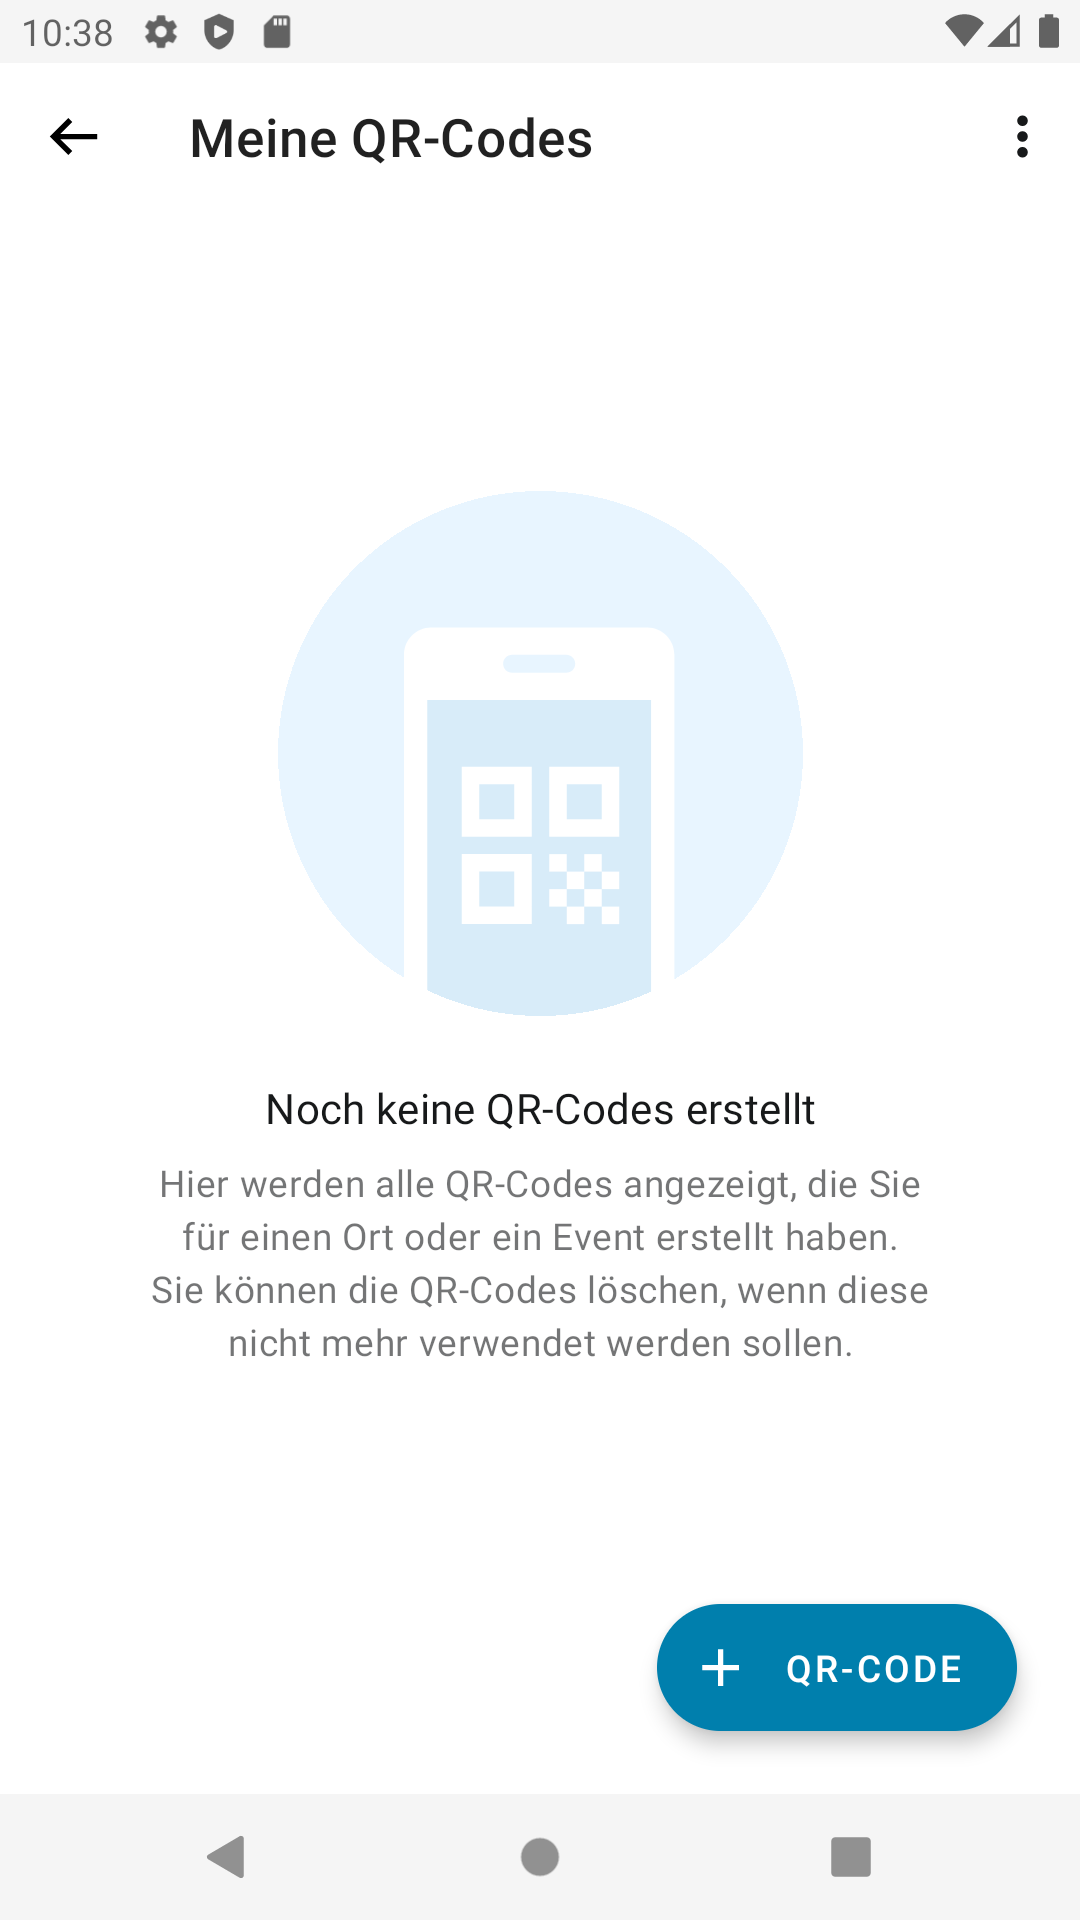 10:38
Meine QR-Codes
Noch keine QR-Codes erstellt
Hier werden alle QR-Codes angezeigt, die Sie
für einen Ort oder ein Event erstellt haben.
Sie können die QR-Codes löschen, wenn diese
nicht mehr verwendet werden sollen.
QR-CODE